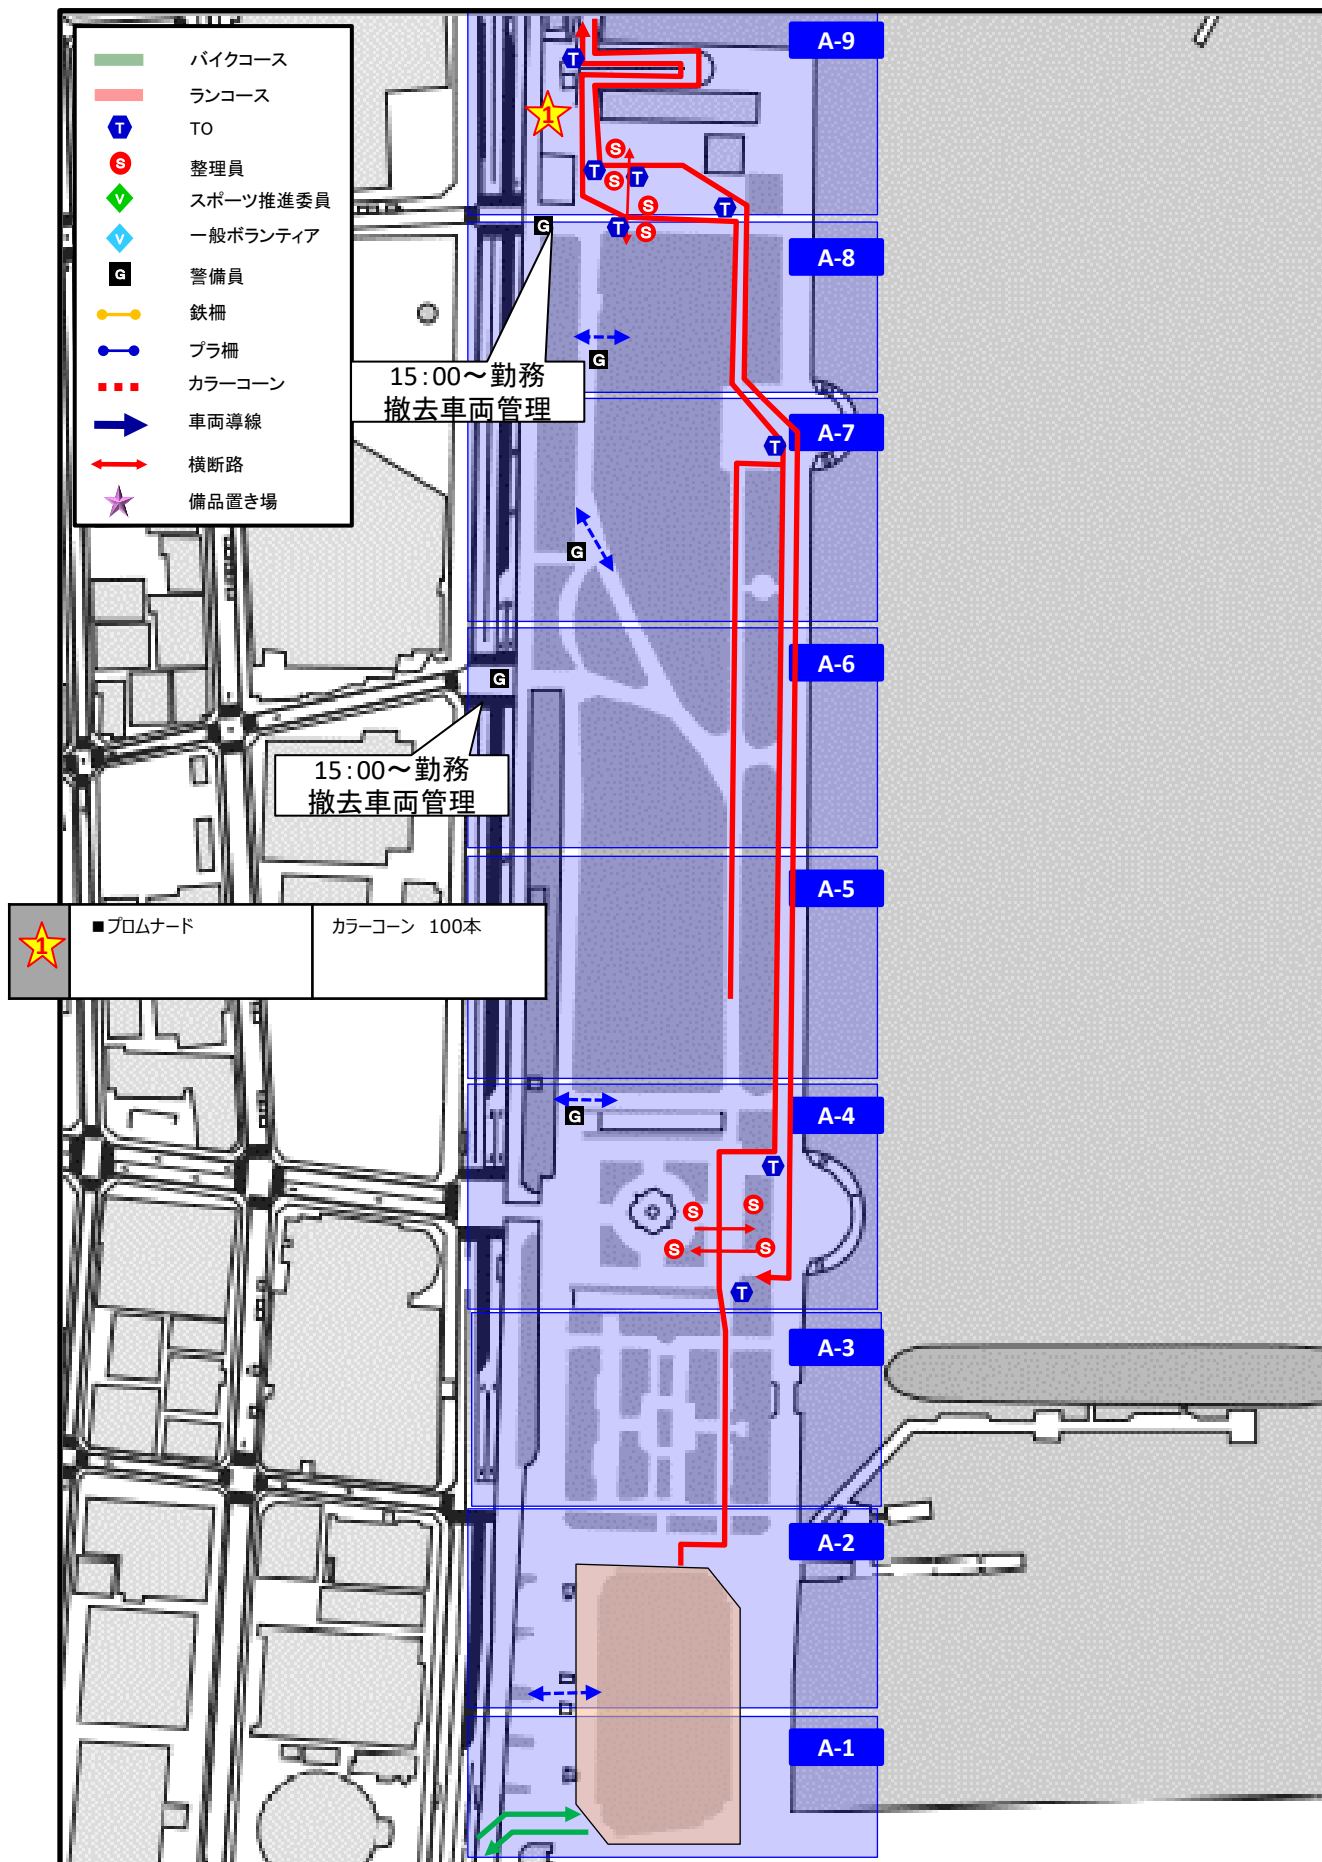 バイクコース
ランコース
T
TO
S
整理員
V
スポーツ推進委員
V
一般ボランティア
G
警備員
鉄柵
プラ柵
カラーコーン
車両導線
横断路
備品置き場
A-9
T
1
S
T
S
T
S
T
G
T
S
A-8
G
15:00～勤務
撤去車両管理
A-7
T
G
A-6
G
15:00～勤務
撤去車両管理
A-5
1
■プロムナード
カラーコーン 100本
A-4
G
T
S
S
S
S
T
A-3
A-2
A-1